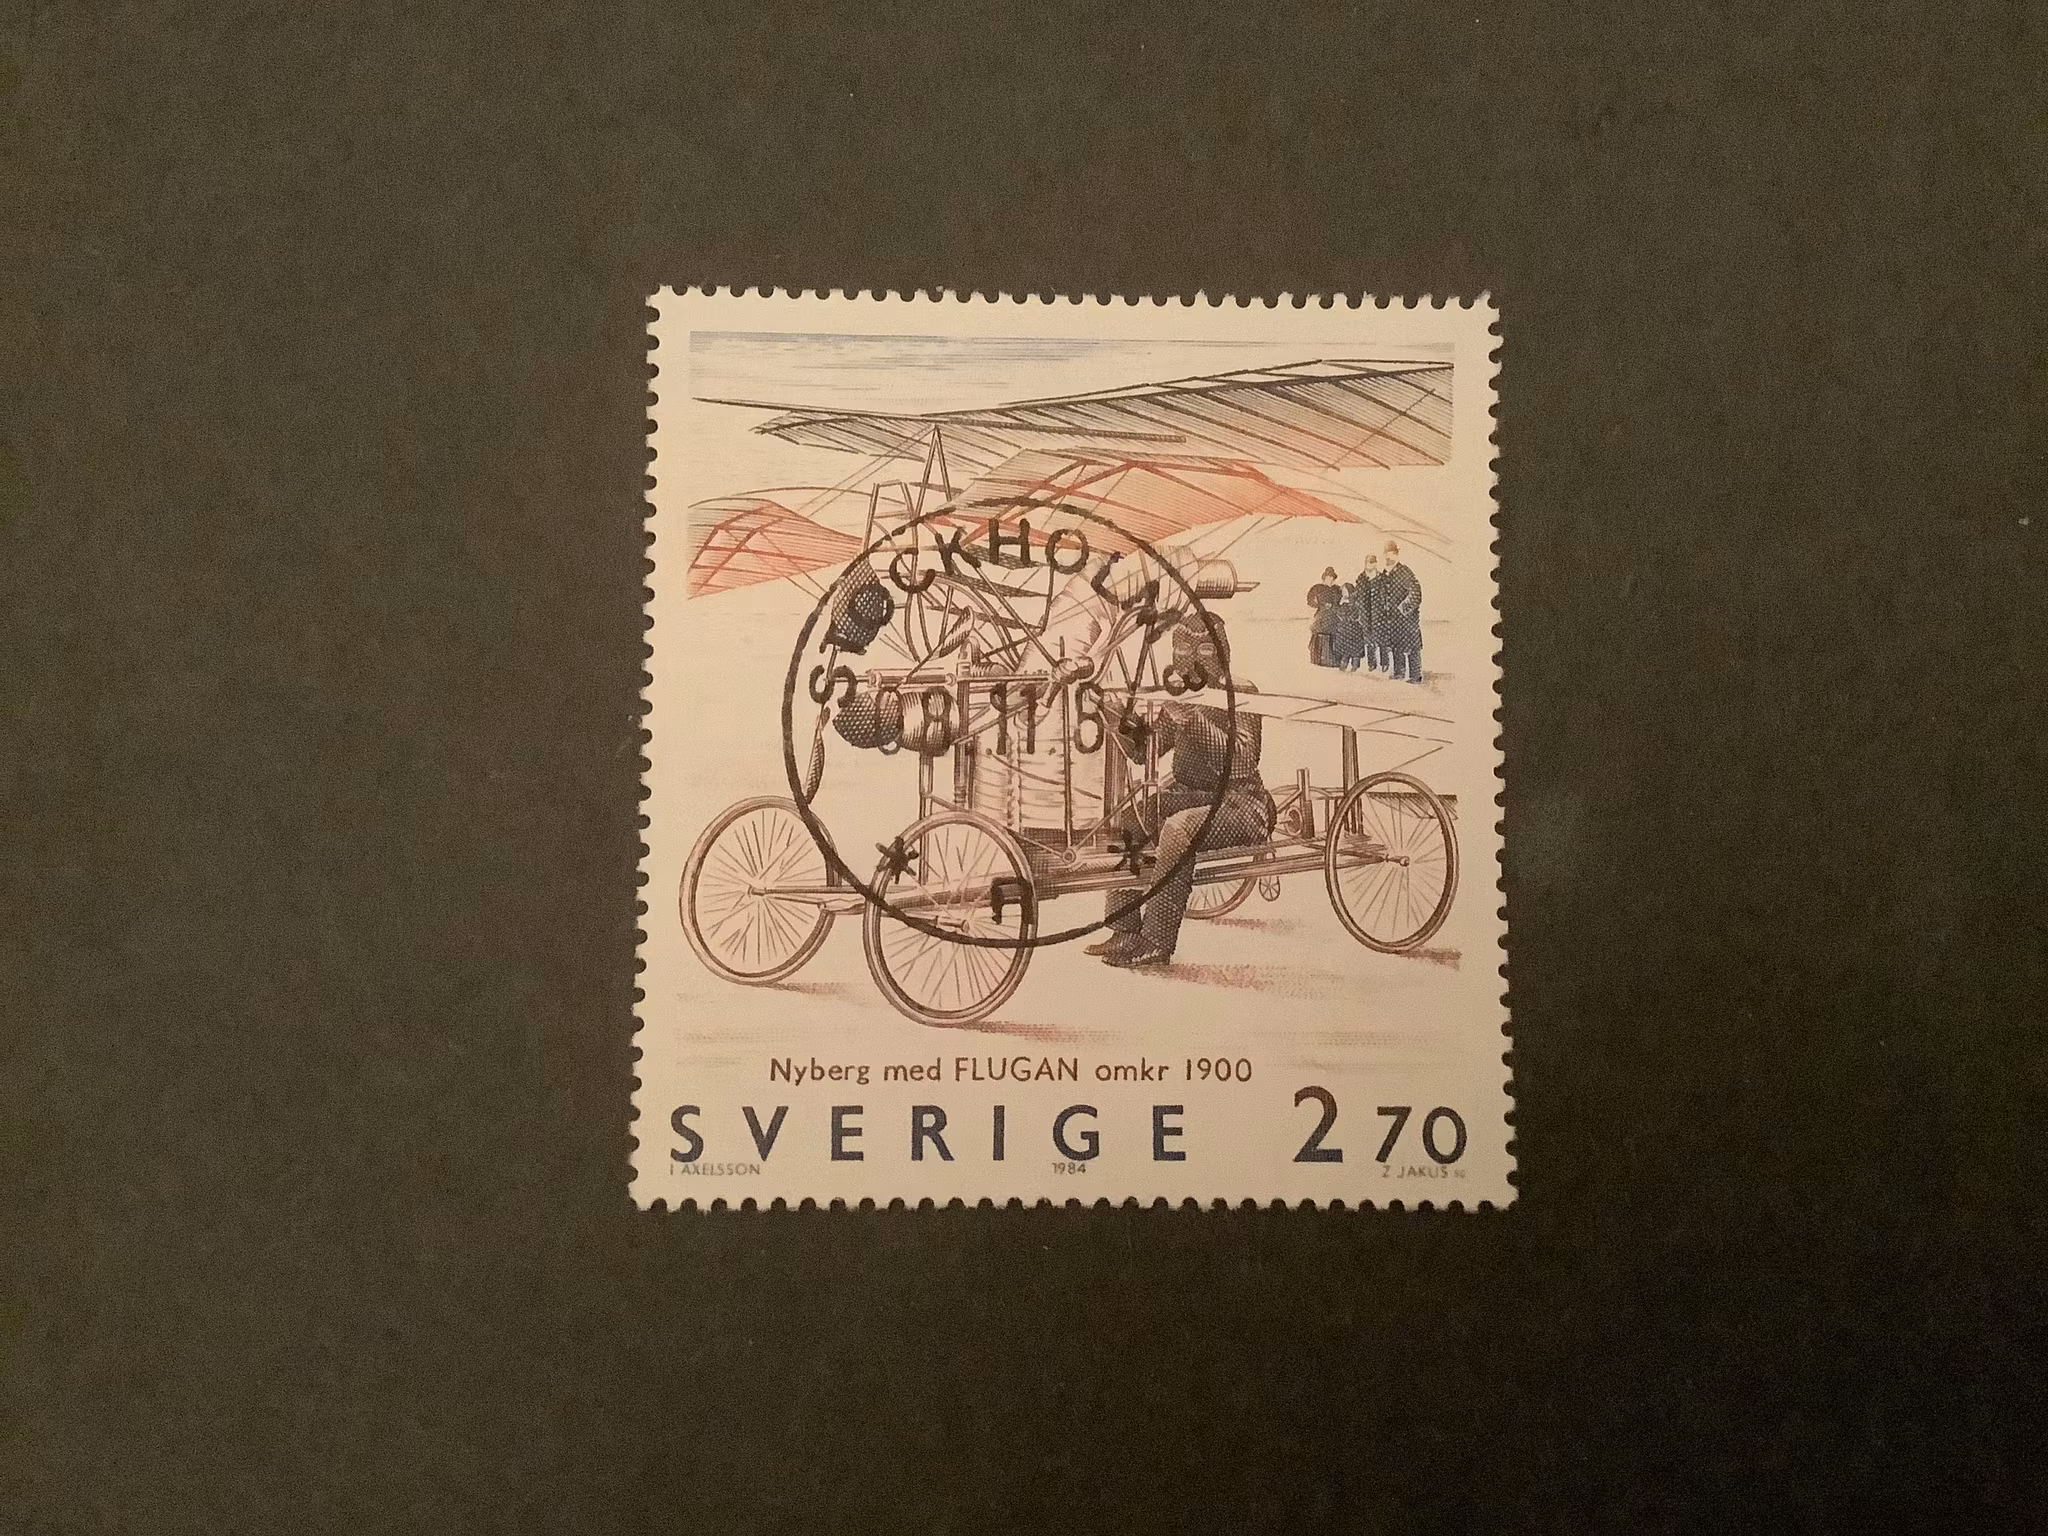 STOCKHOLM 3
08.11.84
* F *
Nyberg med FLUGAN omkr 1900
SVERIGE 2 70
I AXELSSON 1984 Z JAKUS sc